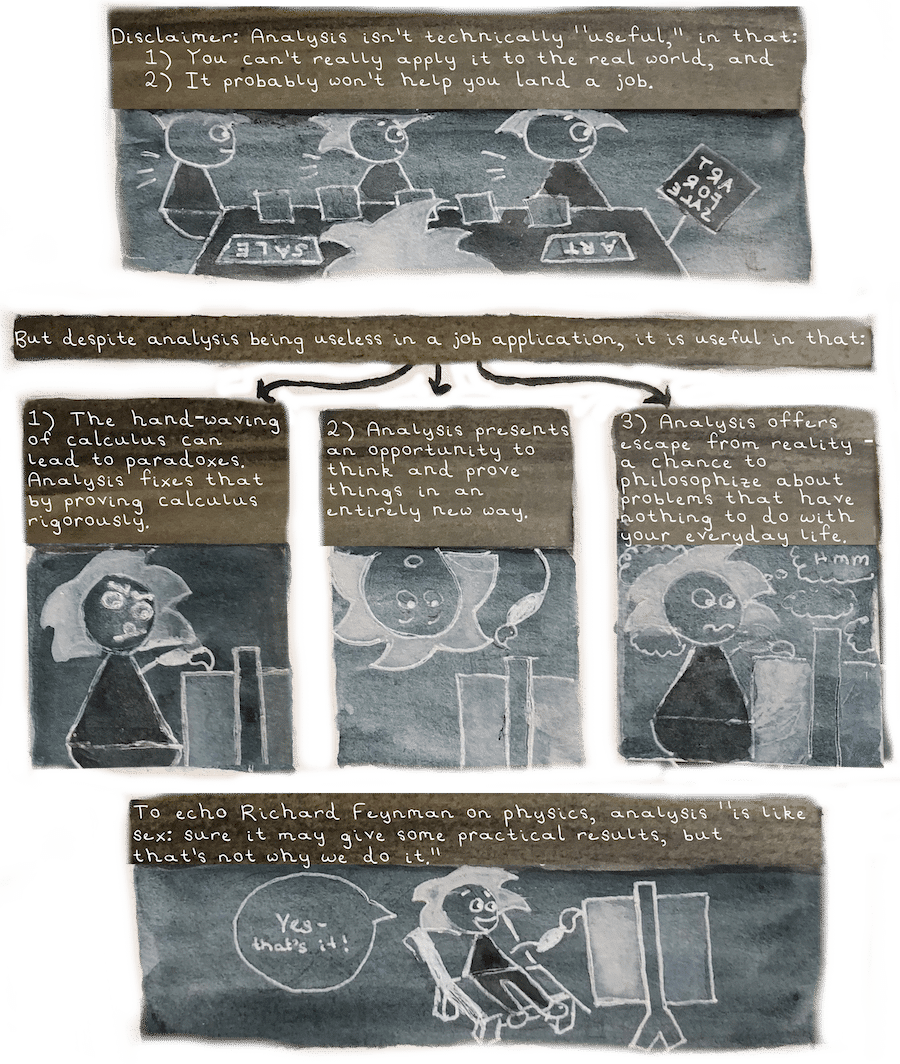 Disclaimer: Analysis isn't technically "useful," in that:
1) You can't really apply it to the real world, and
2) It probably won't help you land a job.
ART
FOR
SALE
SALE
ART
But despite analysis being useless in a job application, it is useful in that:
1) The hand-waving
of calculus can
lead to paradoxes.
Analysis fixes that
by proving calculus
rigorously.
2) Analysis presents
an opportunity to
think and prove
things in an
entirely new way.
3) Analysis offers
escape from reality -
a chance to
philosophize about
problems that have
nothing to do with
your everyday life.
Hmm
To echo Richard Feynman on physics, analysis "is like
sex: sure it may give some practical results, but
that's not why we do it."
Yes-
that's it!